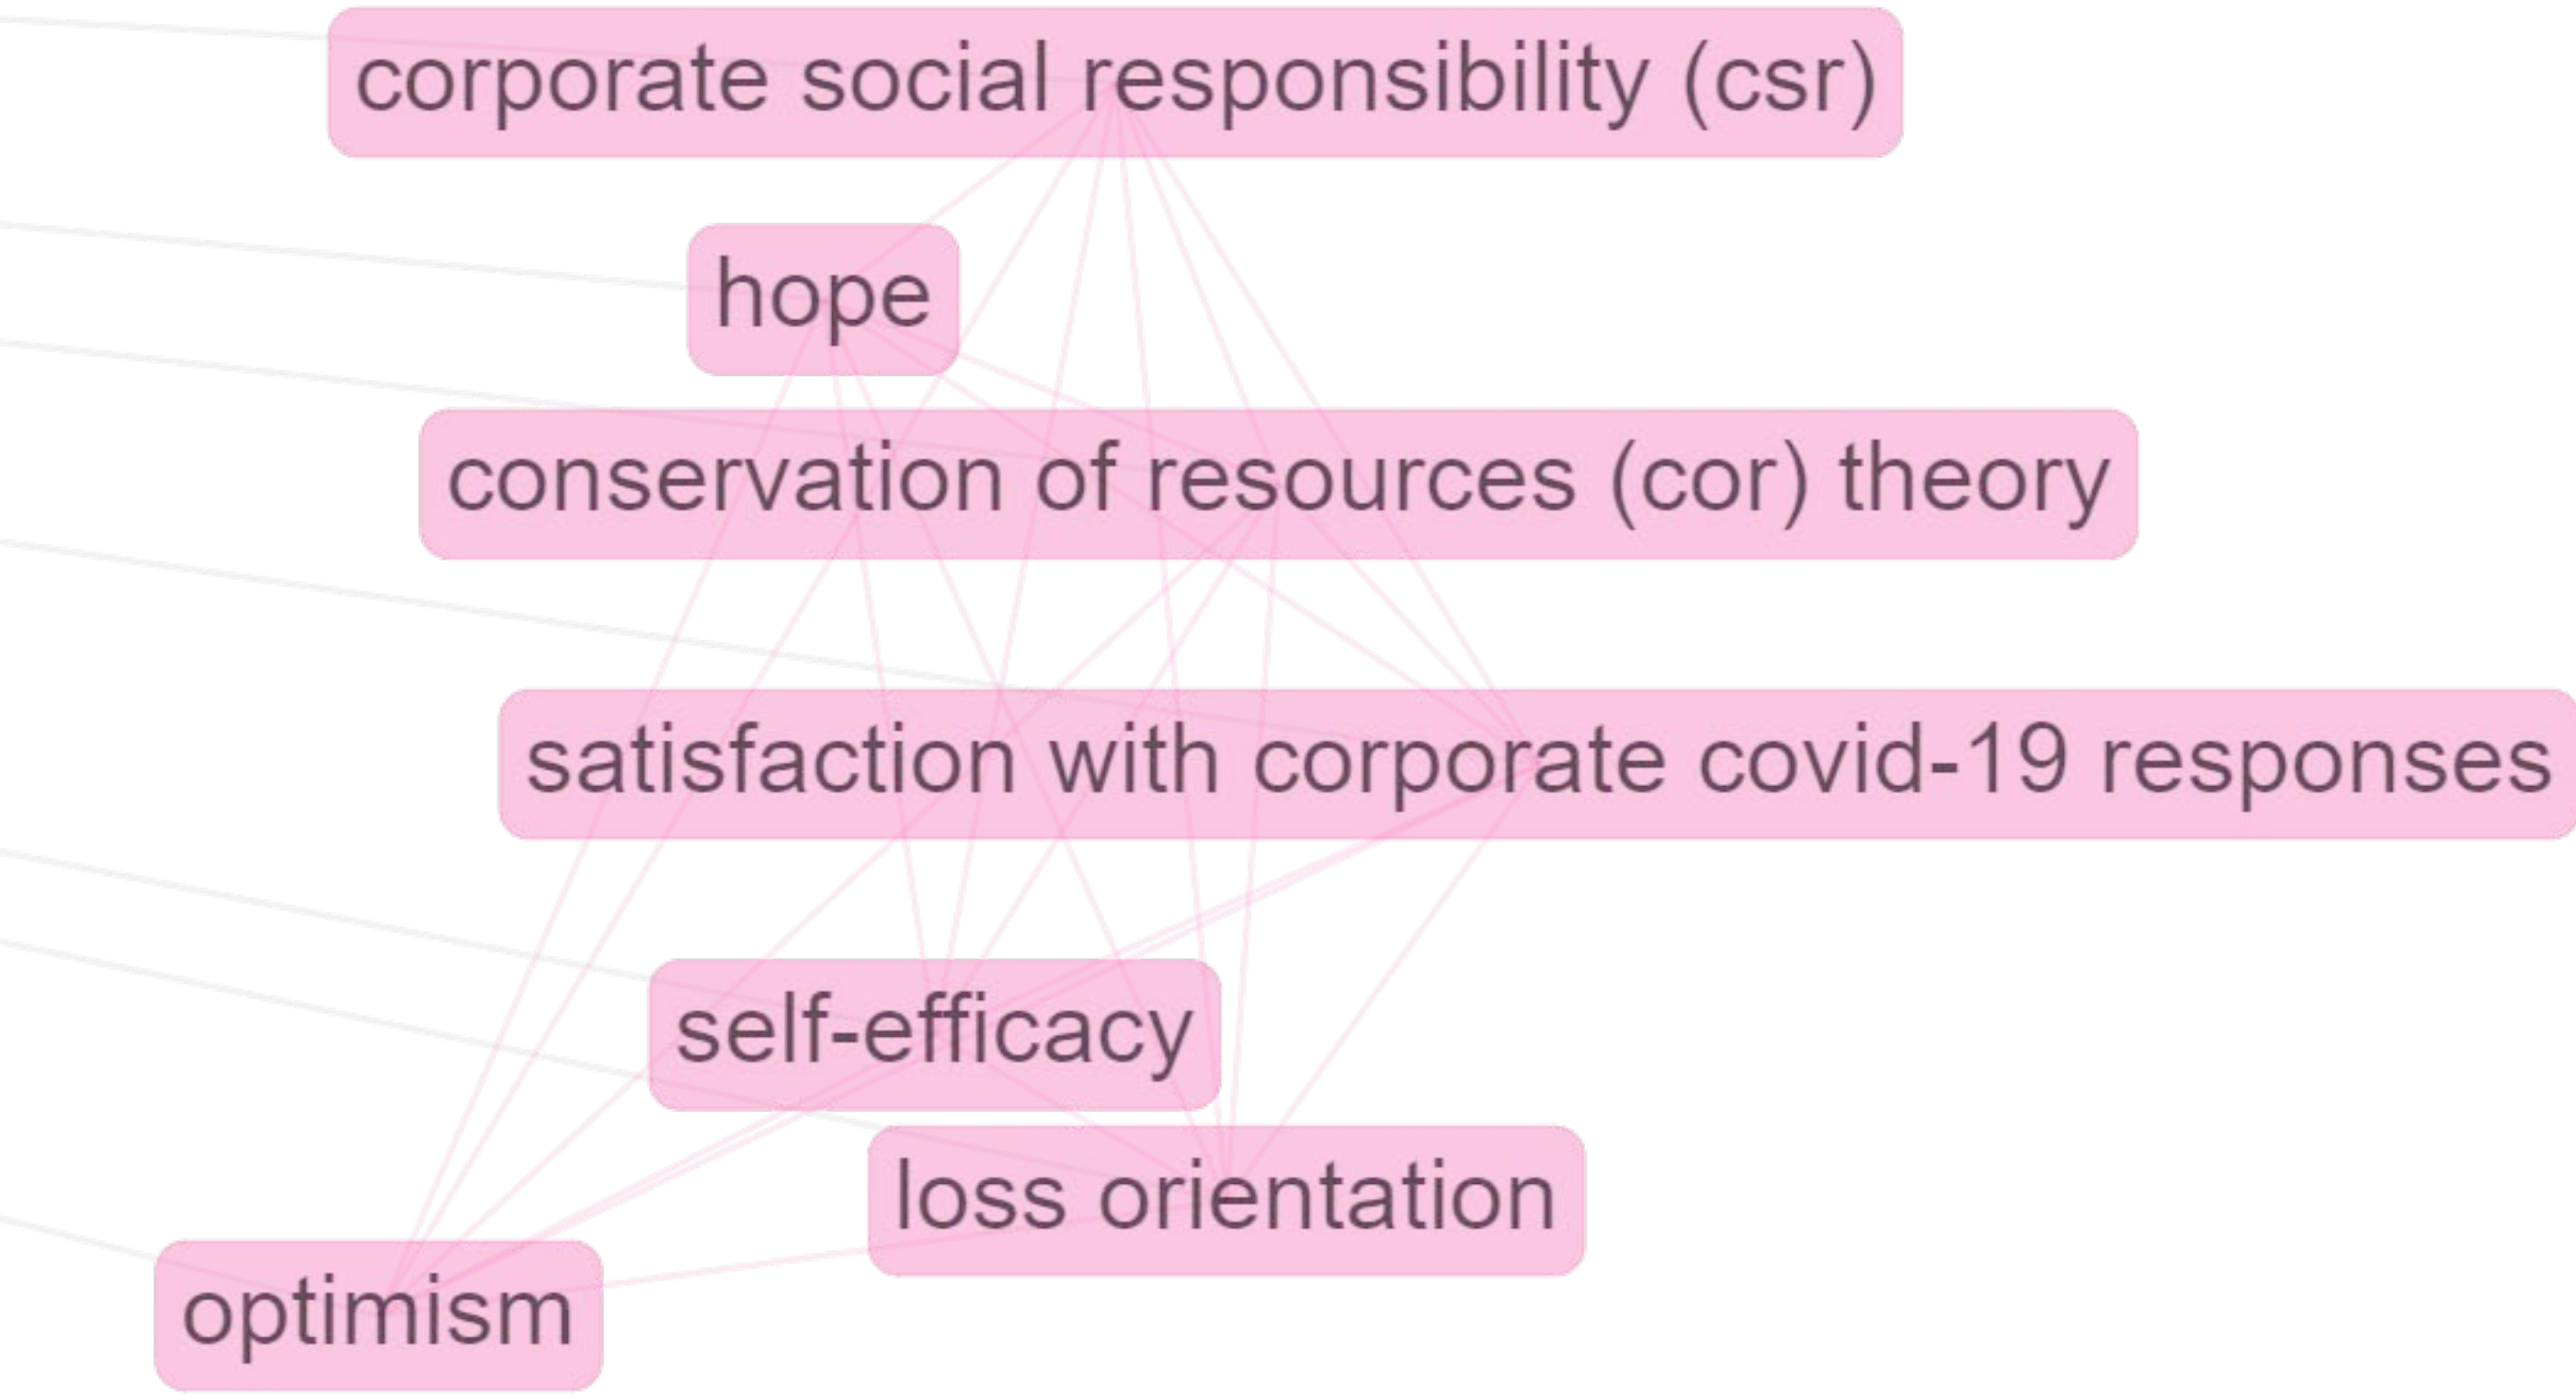 corporate social responsibility (csr)
hope
conservation of resources (cor) theory
satisfaction with corporate covid-19 responses
self-efficacy
loss orientation
optimism